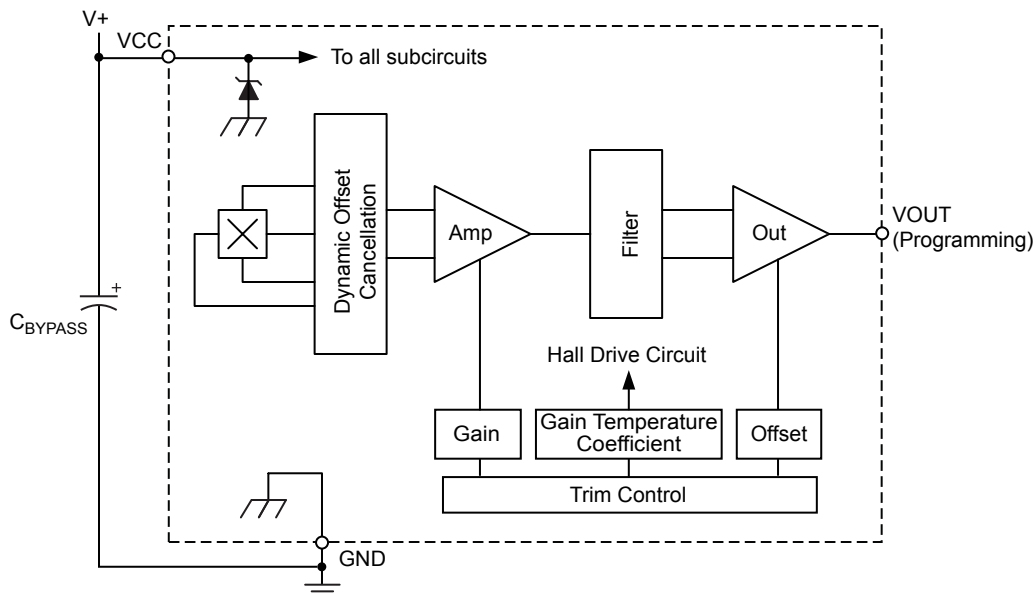 V+
VCC
To all subcircuits
Dynamic Offset
Cancellation
Amp
Filter
Out
VOUT
(Programming)
+
CBYPASS
Hall Drive Circuit
Gain
Gain Temperature
Coefficient
Offset
Trim Control
GND